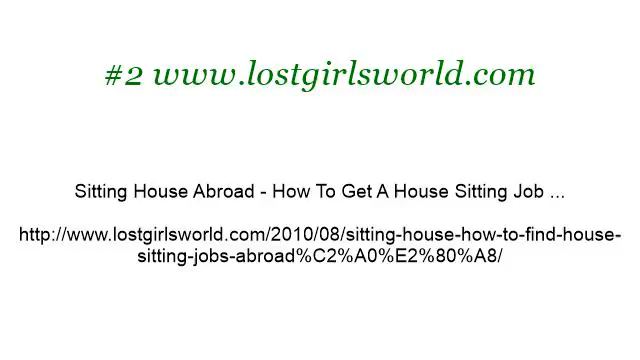 #2 www.lostgirlsworld.com
Sitting House Abroad - How To Get A House Sitting Job ...
http://www.lostgirlsworld.com/2010/08/sitting-house-how-to-find-house-
sitting-jobs-abroad%C2%A0%E2%80%A8/